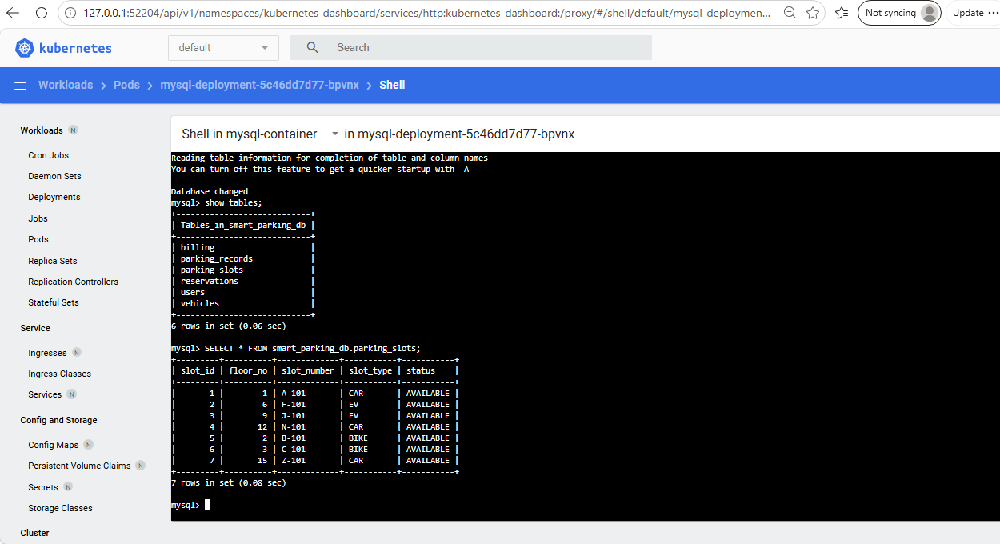 127.0.0.1:52204/api/v1/namespaces/kubernetes-dashboard/services/http:kubernetes-dashboard:/proxy/#/shell/default/mysql-deploymen...
Not syncing
Update
kubernetes
default
Search
Workloads > Pods > mysql-deployment-5c46dd7d77-bpvnx > Shell
Workloads N
Cron Jobs
Daemon Sets
Deployments
Jobs
Pods
Replica Sets
Replication Controllers
Stateful Sets
Service
Ingresses N
Ingress Classes
Services N
Config and Storage
Config Maps N
Persistent Volume Claims N
Secrets N
Storage Classes
Cluster
Shell in mysql-container in mysql-deployment-5c46dd7d77-bpvnx
Reading table information for completion of table and column names
You can turn off this feature to get a quicker startup with -A
Database changed
mysql> show tables;
+----------------------------+
| Tables_in_smart_parking_db |
+----------------------------+
| billing                    |
| parking_records            |
| parking_slots              |
| reservations               |
| users                      |
| vehicles                   |
+----------------------------+
6 rows in set (0.06 sec)
mysql> SELECT * FROM smart_parking_db.parking_slots;
+---------+----------+-------------+-----------+-----------+
| slot_id | floor_no | slot_number | slot_type | status    |
+---------+----------+-------------+-----------+-----------+
|       1 |        1 | A-101       | CAR       | AVAILABLE |
|       2 |        6 | F-101       | EV        | AVAILABLE |
|       3 |        9 | J-101       | EV        | AVAILABLE |
|       4 |       12 | N-101       | CAR       | AVAILABLE |
|       5 |        2 | B-101       | BIKE      | AVAILABLE |
|       6 |        3 | C-101       | BIKE      | AVAILABLE |
|       7 |       15 | Z-101       | CAR       | AVAILABLE |
+---------+----------+-------------+-----------+-----------+
7 rows in set (0.08 sec)
mysql>